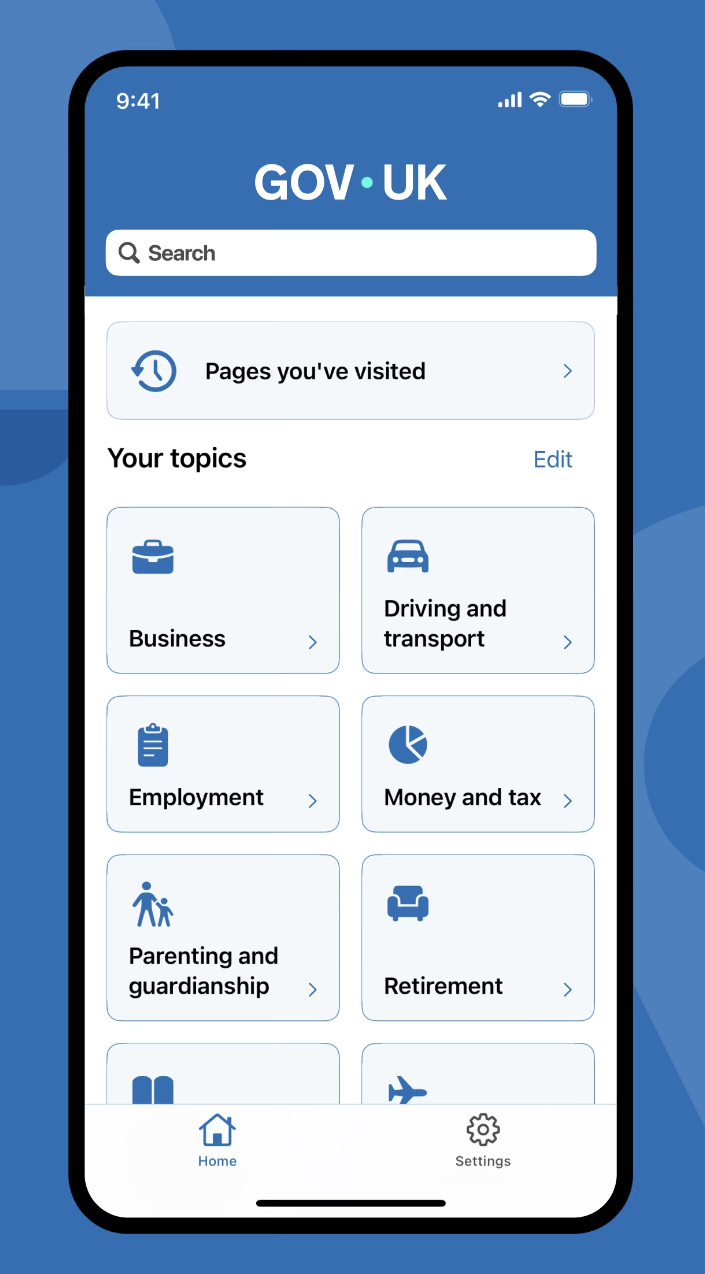 9:41
GOV·UK
Search
Pages you've visited
Your topics
Edit
Business
Driving and
transport
Employment
Money and tax
Parenting and
guardianship
Retirement
Home
Settings